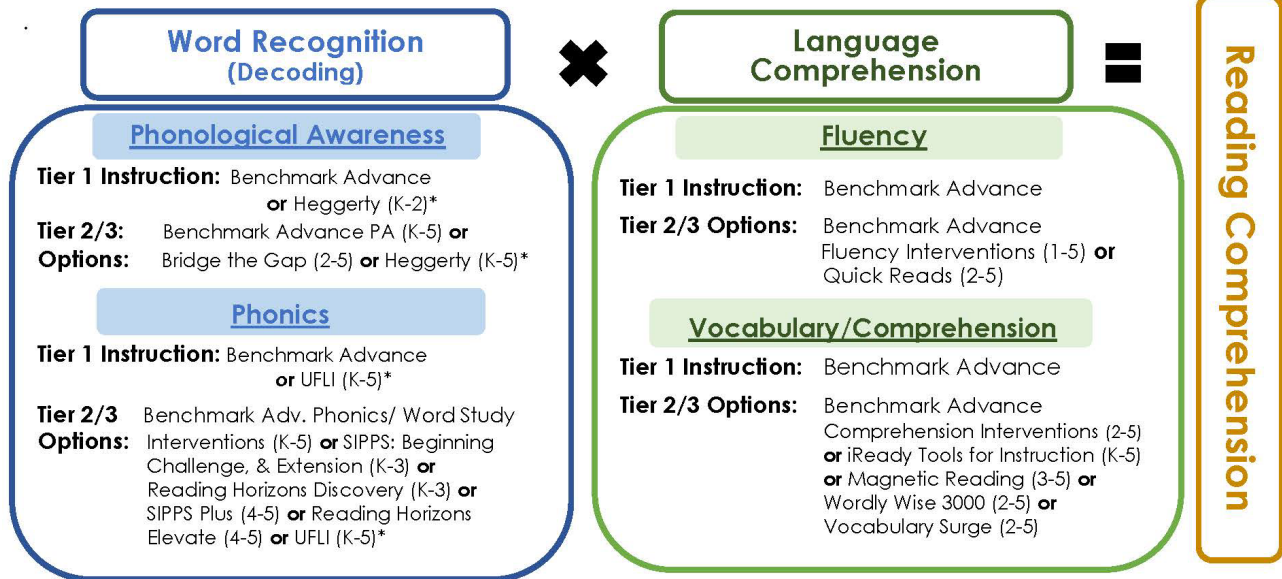 Word Recognition
(Decoding)
Phonological Awareness
Tier 1 Instruction: Benchmark Advance
or Heggerty (K-2)*
Tier 2/3: Benchmark Advance PA (K-5) or
Options: Bridge the Gap (2-5) or Heggerty (K-5)*
Phonics
Tier 1 Instruction: Benchmark Advance
or UFLI (K-5)*
Tier 2/3 Benchmark Adv. Phonics/ Word Study
Options: Interventions (K-5) or SIPPS: Beginning
Challenge, & Extension (K-3) or
Reading Horizons Discovery (K-3) or
SIPPS Plus (4-5) or Reading Horizons
Elevate (4-5) or UFLI (K-5)*
Language
Comprehension
Fluency
Tier 1 Instruction: Benchmark Advance
Tier 2/3 Options: Benchmark Advance
Fluency Interventions (1-5) or
Quick Reads (2-5)
Vocabulary/Comprehension
Tier 1 Instruction: Benchmark Advance
Tier 2/3 Options: Benchmark Advance
Comprehension Interventions (2-5)
or iReady Tools for Instruction (K-5)
or Magnetic Reading (3-5) or
Wordly Wise 3000 (2-5) or
Vocabulary Surge (2-5)
Reading Comprehension